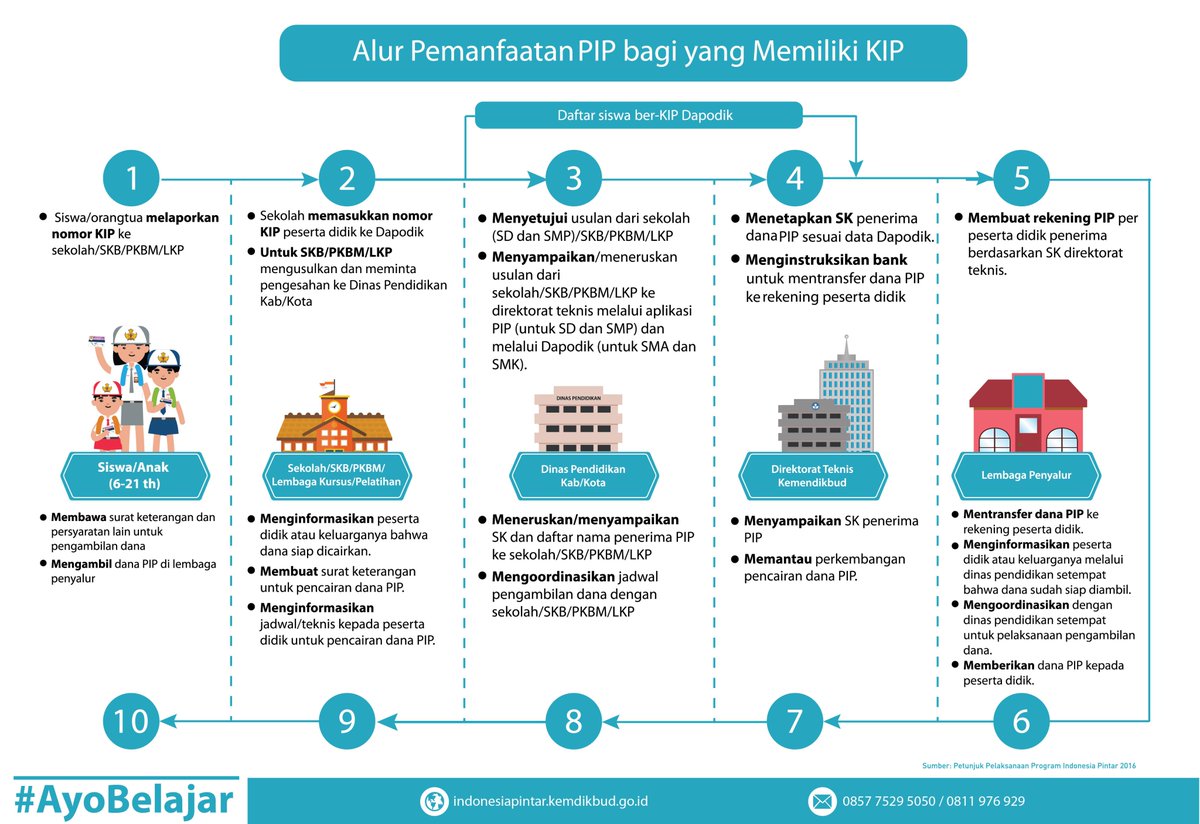 Alur Pemanfaatan PIP bagi yang Memiliki KIP
Daftar siswa ber-KIP Dapodik
1
2
3
4
5
• Siswa/orangtua melaporkan
nomor KIP ke
sekolah/SKB/PKBM/LKP
• Sekolah memasukkan nomor
KIP peserta didik ke Dapodik
• Untuk SKB/PKBM/LKP
mengusulkan dan meminta
pengesahan ke Dinas Pendidikan
Kab/Kota
• Menyetujui usulan dari sekolah
(SD dan SMP)/SKB/PKBM/LKP
• Menyampaikan/meneruskan
usulan dari
sekolah/SKB/PKBM/LKP ke
direktorat teknis melalui aplikasi
PIP (untuk SD dan SMP) dan
melalui Dapodik (untuk SMA dan
SMK).
• Menetapkan SK penerima
dana PIP sesuai data Dapodik.
• Menginstruksikan bank
untuk mentransfer dana PIP
ke rekening peserta didik
• Membuat rekening PIP per
peserta didik penerima
berdasarkan SK direktorat
teknis.
DINAS PENDIDIKAN
Siswa/Anak
(6-21 th)
Sekolah/SKB/PKBM/
Lembaga Kursus/Pelatihan
Dinas Pendidikan
Kab/Kota
Direktorat Teknis
Kemendikbud
Lembaga Penyalur
• Membawa surat keterangan dan
persyaratan lain untuk
pengambilan dana
• Mengambil dana PIP di lembaga
penyalur
• Menginformasikan peserta
didik atau keluarganya bahwa
dana siap dicairkan.
• Membuat surat keterangan
untuk pencairan dana PIP.
• Menginformasikan
jadwal/teknis kepada peserta
didik untuk pencairan dana PIP.
• Meneruskan/menyampaikan
SK dan daftar nama penerima PIP
ke sekolah/SKB/PKBM/LKP
• Mengoordinasikan jadwal
pengambilan dana dengan
sekolah/SKB/PKBM/LKP
• Menyampaikan SK penerima
PIP
• Memantau perkembangan
pencairan dana PIP.
• Mentransfer dana PIP ke
rekening peserta didik.
• Menginformasikan peserta
didik atau keluarga melalui
dinas pendidikan setempat
bahwa dana sudah siap diambil.
• Mengoordinasikan dengan
dinas pendidikan setempat
untuk pelaksanaan pengambilan
dana.
• Memberikan dana PIP kepada
peserta didik.
10
9
8
7
6
Sumber: Petunjuk Pelaksanaan Program Indonesia Pintar 2016
#AyoBelajar
indonesiapintar.kemdikbud.go.id
0857 7529 5050 / 0811 976 929